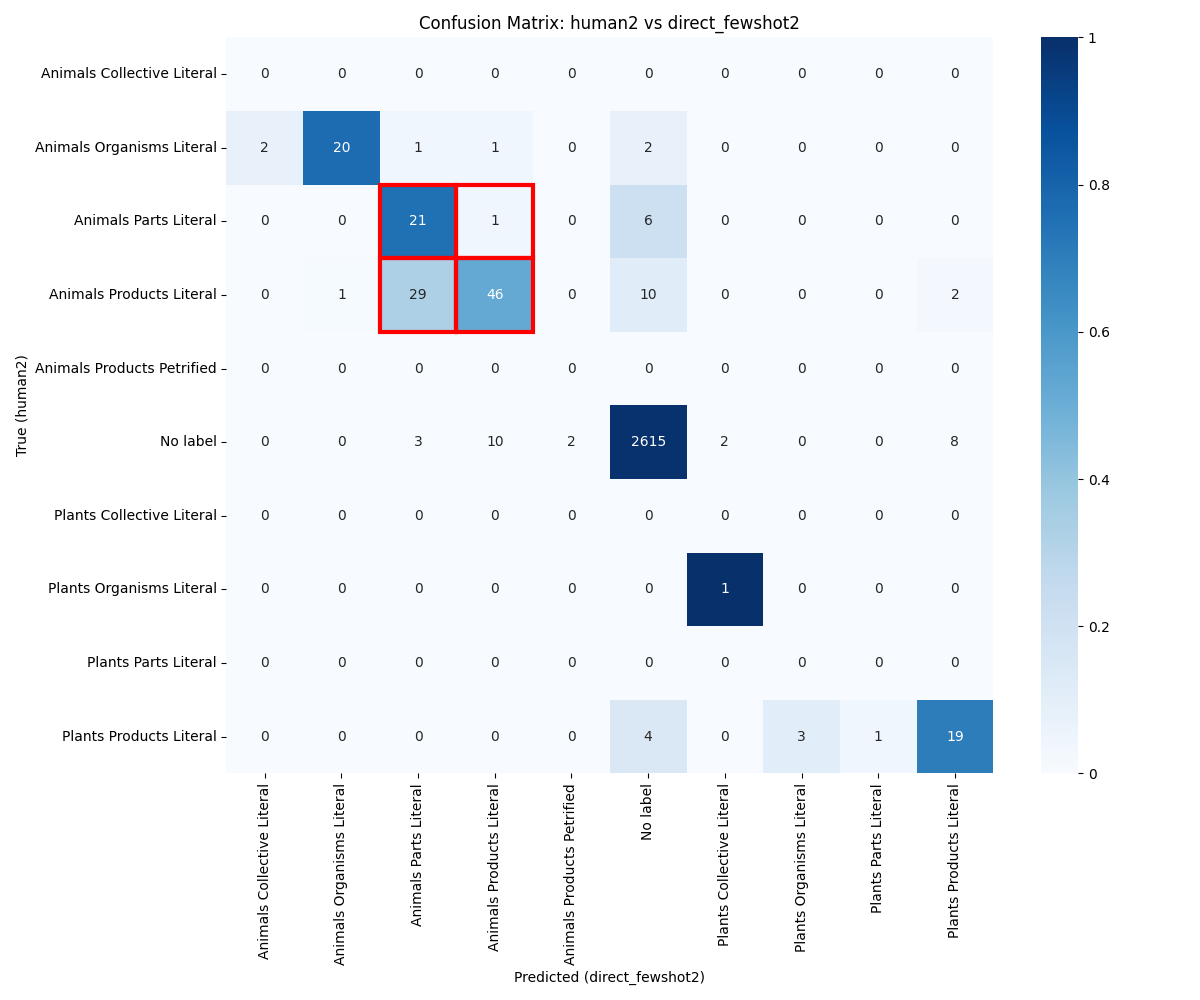 Confusion Matrix: human2 vs direct_fewshot2
Animals Collective Literal 0 0 0 0 0 0 0 0 0 0
Animals Organisms Literal 2 20 1 1 0 2 0 0 0 0
Animals Parts Literal 0 0 21 1 0 6 0 0 0 0
Animals Products Literal 0 1 29 46 0 10 0 0 0 2
Animals Products Petrified 0 0 0 0 0 0 0 0 0 0
No label 0 0 3 10 2 2615 2 0 0 8
Plants Collective Literal 0 0 0 0 0 0 0 0 0 0
Plants Organisms Literal 0 0 0 0 0 0 1 0 0 0
Plants Parts Literal 0 0 0 0 0 0 0 0 0 0
Plants Products Literal 0 0 0 0 0 4 0 3 1 19
True (human2)
Animals Collective Literal
Animals Organisms Literal
Animals Parts Literal
Animals Products Literal
Animals Products Petrified
No label
Plants Collective Literal
Plants Organisms Literal
Plants Parts Literal
Plants Products Literal
Predicted (direct_fewshot2)
1
0.8
0.6
0.4
0.2
0